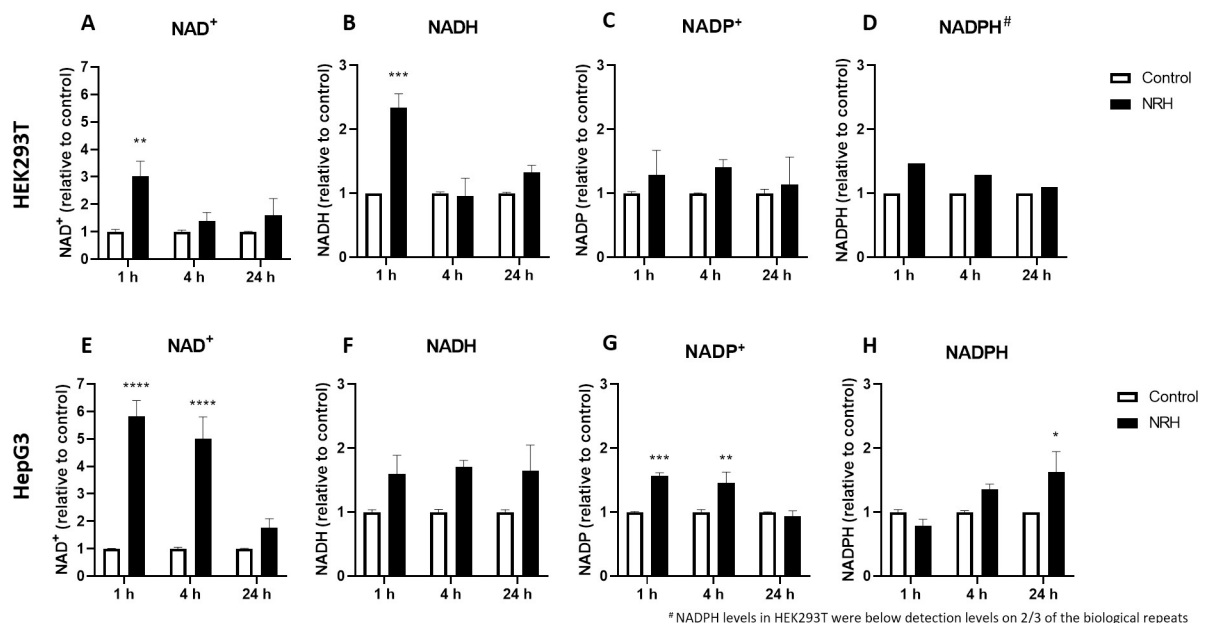 A NAD⁺
B NADH
C NADP⁺
D NADPH#
HEK293T
NAD⁺ (relative to control)
7
6
5
4
3
2
1
0
**
1 h 4 h 24 h
NADH (relative to control)
3
2
1
0
***
1 h 4 h 24 h
NADP (relative to control)
3
2
1
0
1 h 4 h 24 h
NADPH (relative to control)
3
2
1
0
1 h 4 h 24 h
Control
NRH
E NAD⁺
F NADH
G NADP⁺
H NADPH
HepG3
NAD⁺ (relative to control)
7
6
5
4
3
2
1
0
**** ****
1 h 4 h 24 h
NADH (relative to control)
3
2
1
0
1 h 4 h 24 h
NADP (relative to control)
3
2
1
0
*** **
1 h 4 h 24 h
NADPH (relative to control)
3
2
1
0
*
1 h 4 h 24 h
Control
NRH
#NADPH levels in HEK293T were below detection levels on 2/3 of the biological repeats